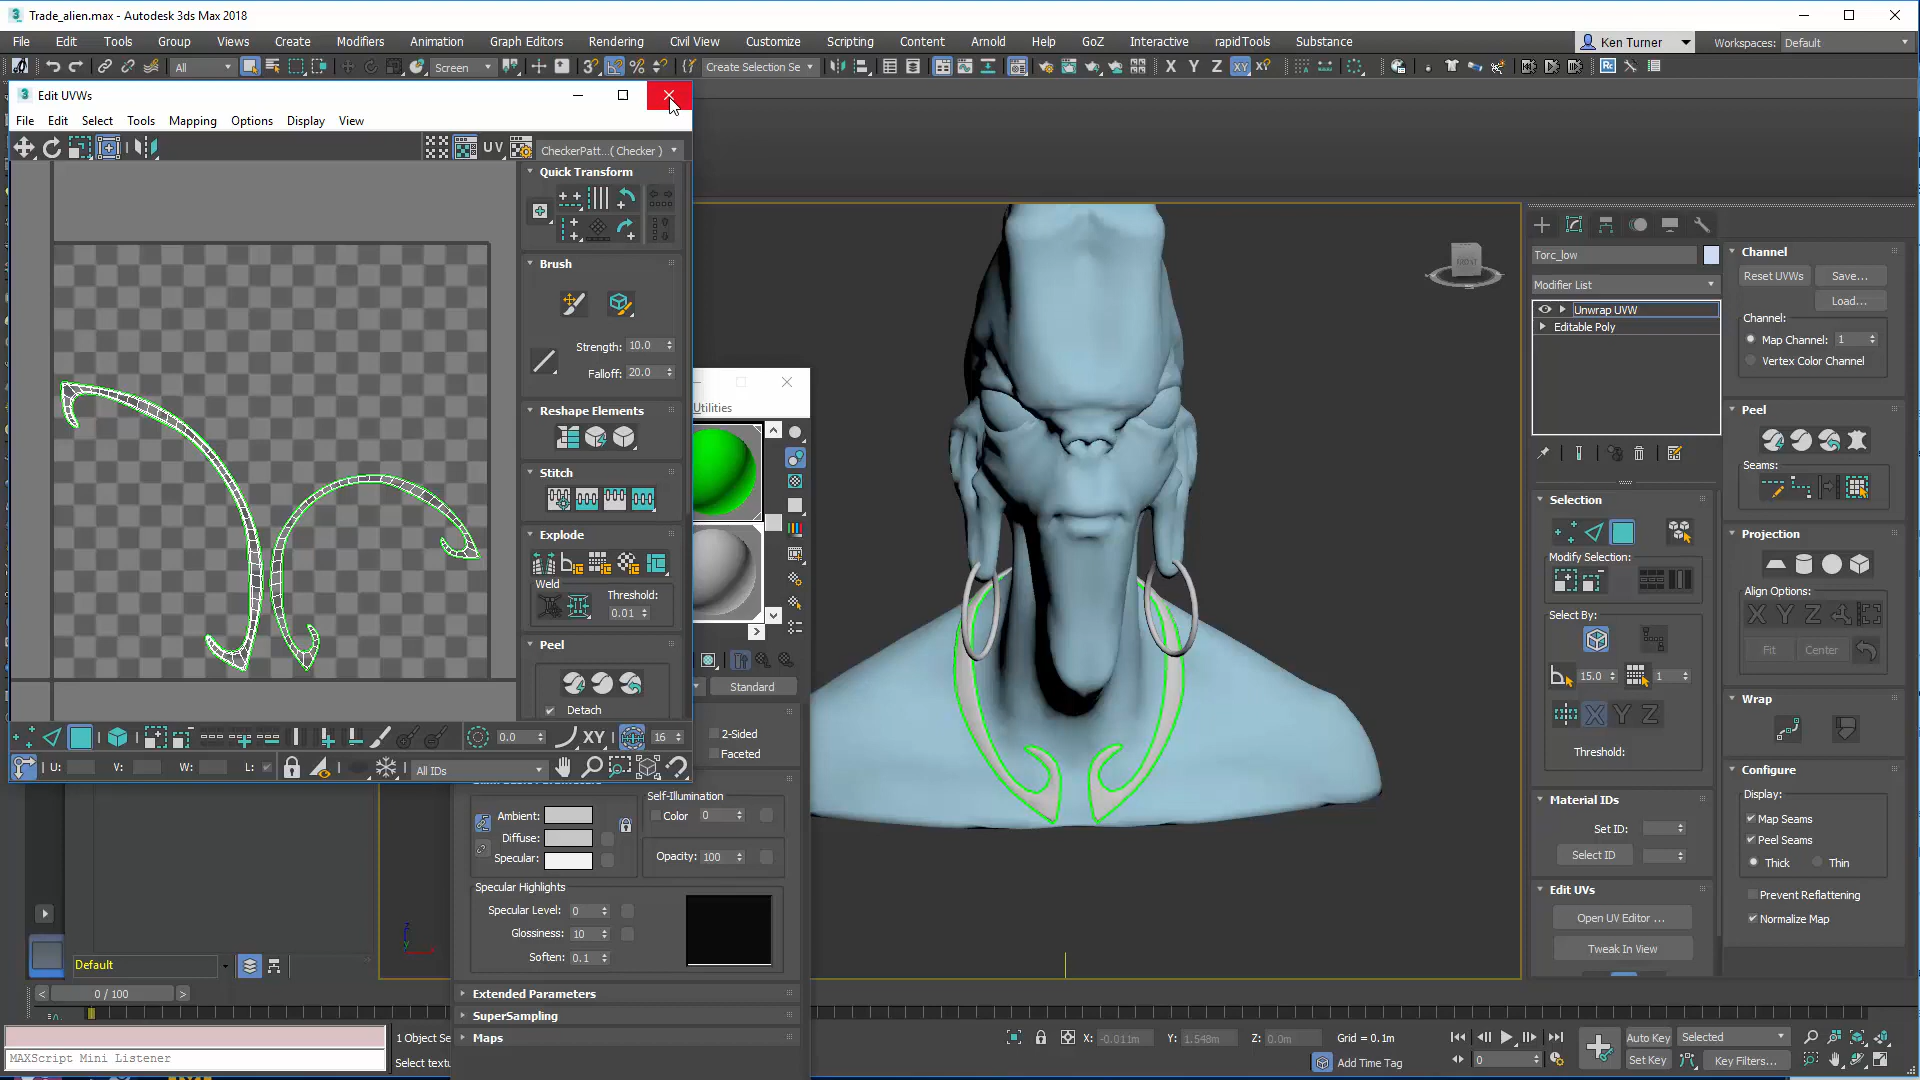 Trade_alien.max - Autodesk 3ds Max 2018
File Edit Tools Group Views Create Modifiers Animation Graph Editors Rendering Civil View Customize Scripting Content Arnold Help GoZ Interactive rapidTools Substance Ken Turner Workspaces: Default
All Screen Create Selection Se X Y Z XY
Edit UVWs
File Edit Select Tools Mapping Options Display View
UV CheckerPatt...( Checker )
Quick Transform
Brush
Strength: 10.0
Falloff: 20.0
Reshape Elements
Stitch
Explode
Weld
Threshold:
0.01
Peel
Detach
0.0 XY 16
U: V: W: L: All IDs
Utilities
Standard
2-Sided
Faceted
Self-Illumination
Ambient: Color 0
Diffuse:
Specular: Opacity: 100
Specular Highlights
Specular Level: 0
Glossiness: 10
Soften: 0.1
Extended Parameters
SuperSampling
Maps
FRONT
Torc_low
Modifier List
Unwrap UVW
Editable Poly
Selection
Modify Selection:
Select By:
15.0 1
X Y Z
Threshold:
Material IDs
Set ID:
Select ID
Edit UVs
Open UV Editor ...
Tweak In View
Channel
Reset UVWs Save...
Load...
Channel:
Map Channel: 1
Vertex Color Channel
Peel
Seams:
Projection
Align Options:
X Y Z
Fit Center
Wrap
Configure
Display:
Map Seams
Peel Seams
Thick Thin
Prevent Reflattening
Normalize Map
Default
< 0 / 100 >
z
y
MAXScript Mini Listener
1 Object Se
Select textu
X: -0.011m Y: 1.548m Z: 0.0m Grid = 0.1m
Add Time Tag
0
Auto Key Selected
Set Key Key Filters...